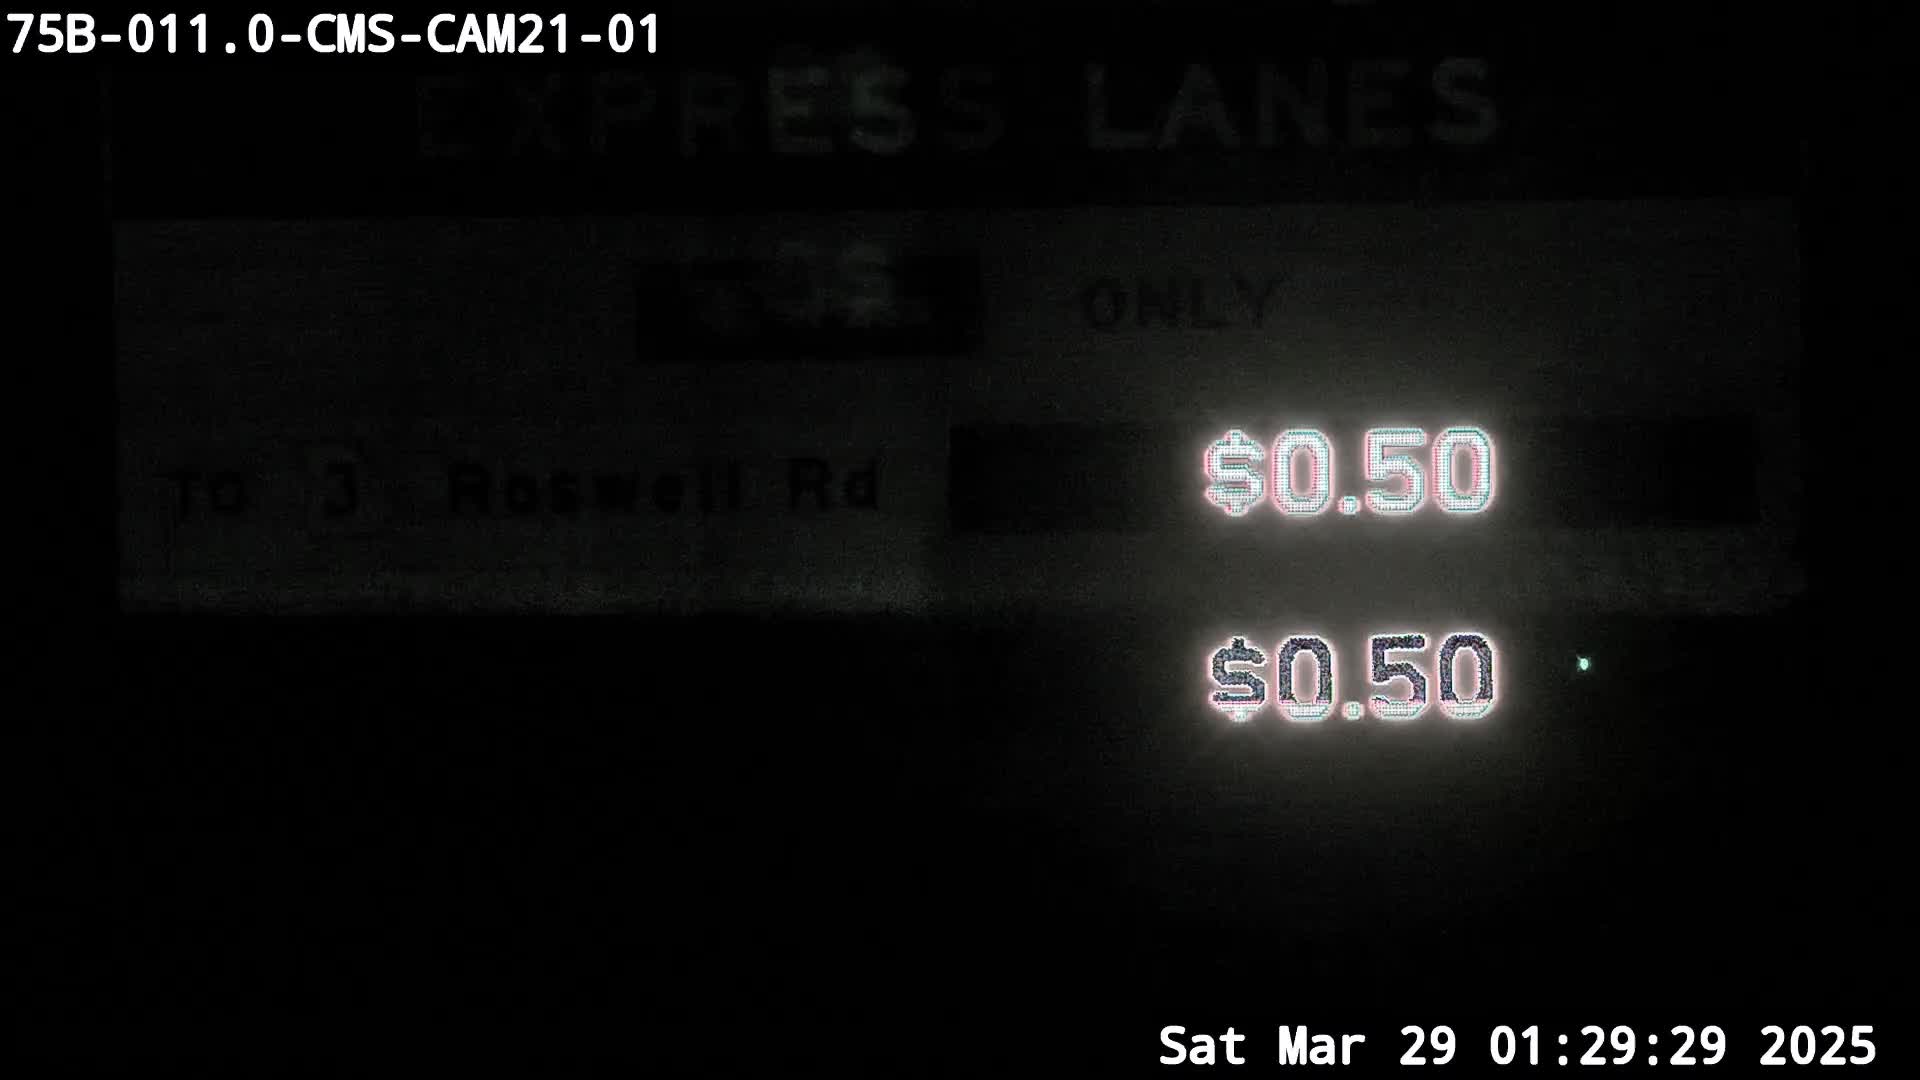 75B-011.0-CMS-CAM21-01
EXPRESS LANES
ONLY
TO 3 Roswell Rd $0.50
$0.50
Sat Mar 29 01:29:29 2025